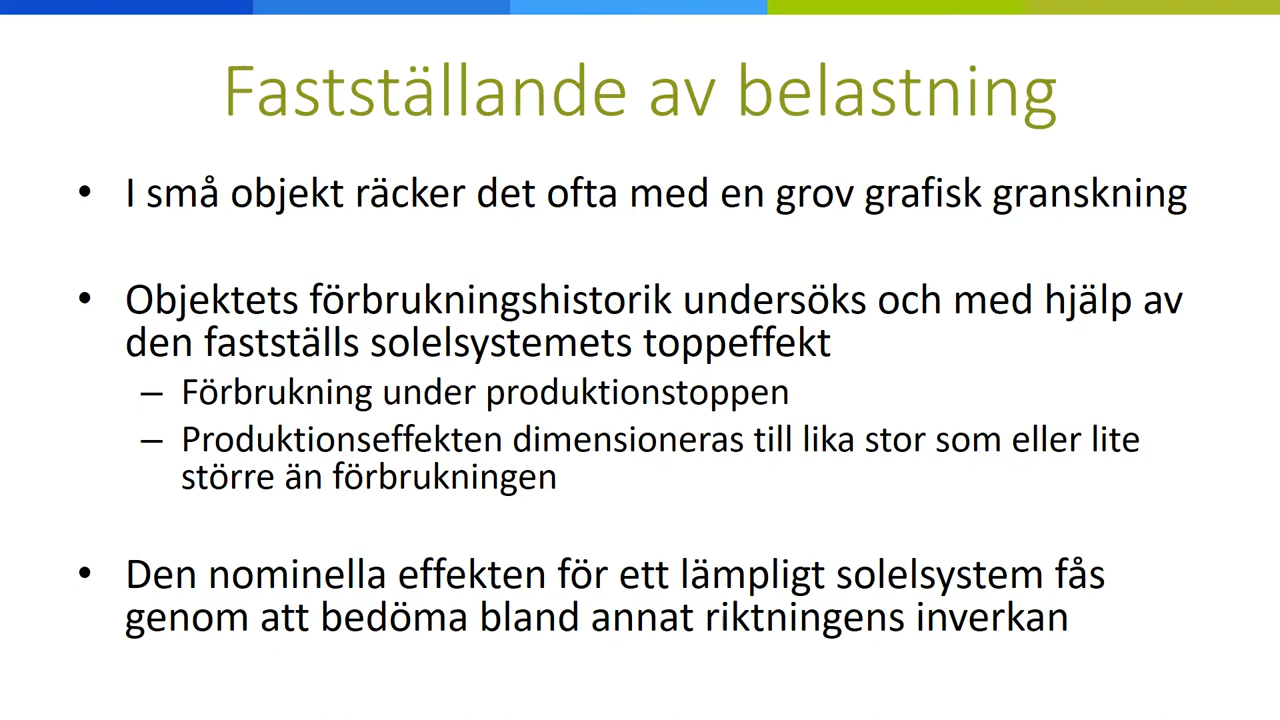 Fastställande av belastning
• I små objekt räcker det ofta med en grov grafisk granskning
• Objektets förbrukningshistorik undersöks och med hjälp av
den fastställs solelsystemets toppeffekt
– Förbrukning under produktionstoppen
– Produktionseffekten dimensioneras till lika stor som eller lite
större än förbrukningen
• Den nominella effekten för ett lämpligt solelsystem fås
genom att bedöma bland annat riktningens inverkan